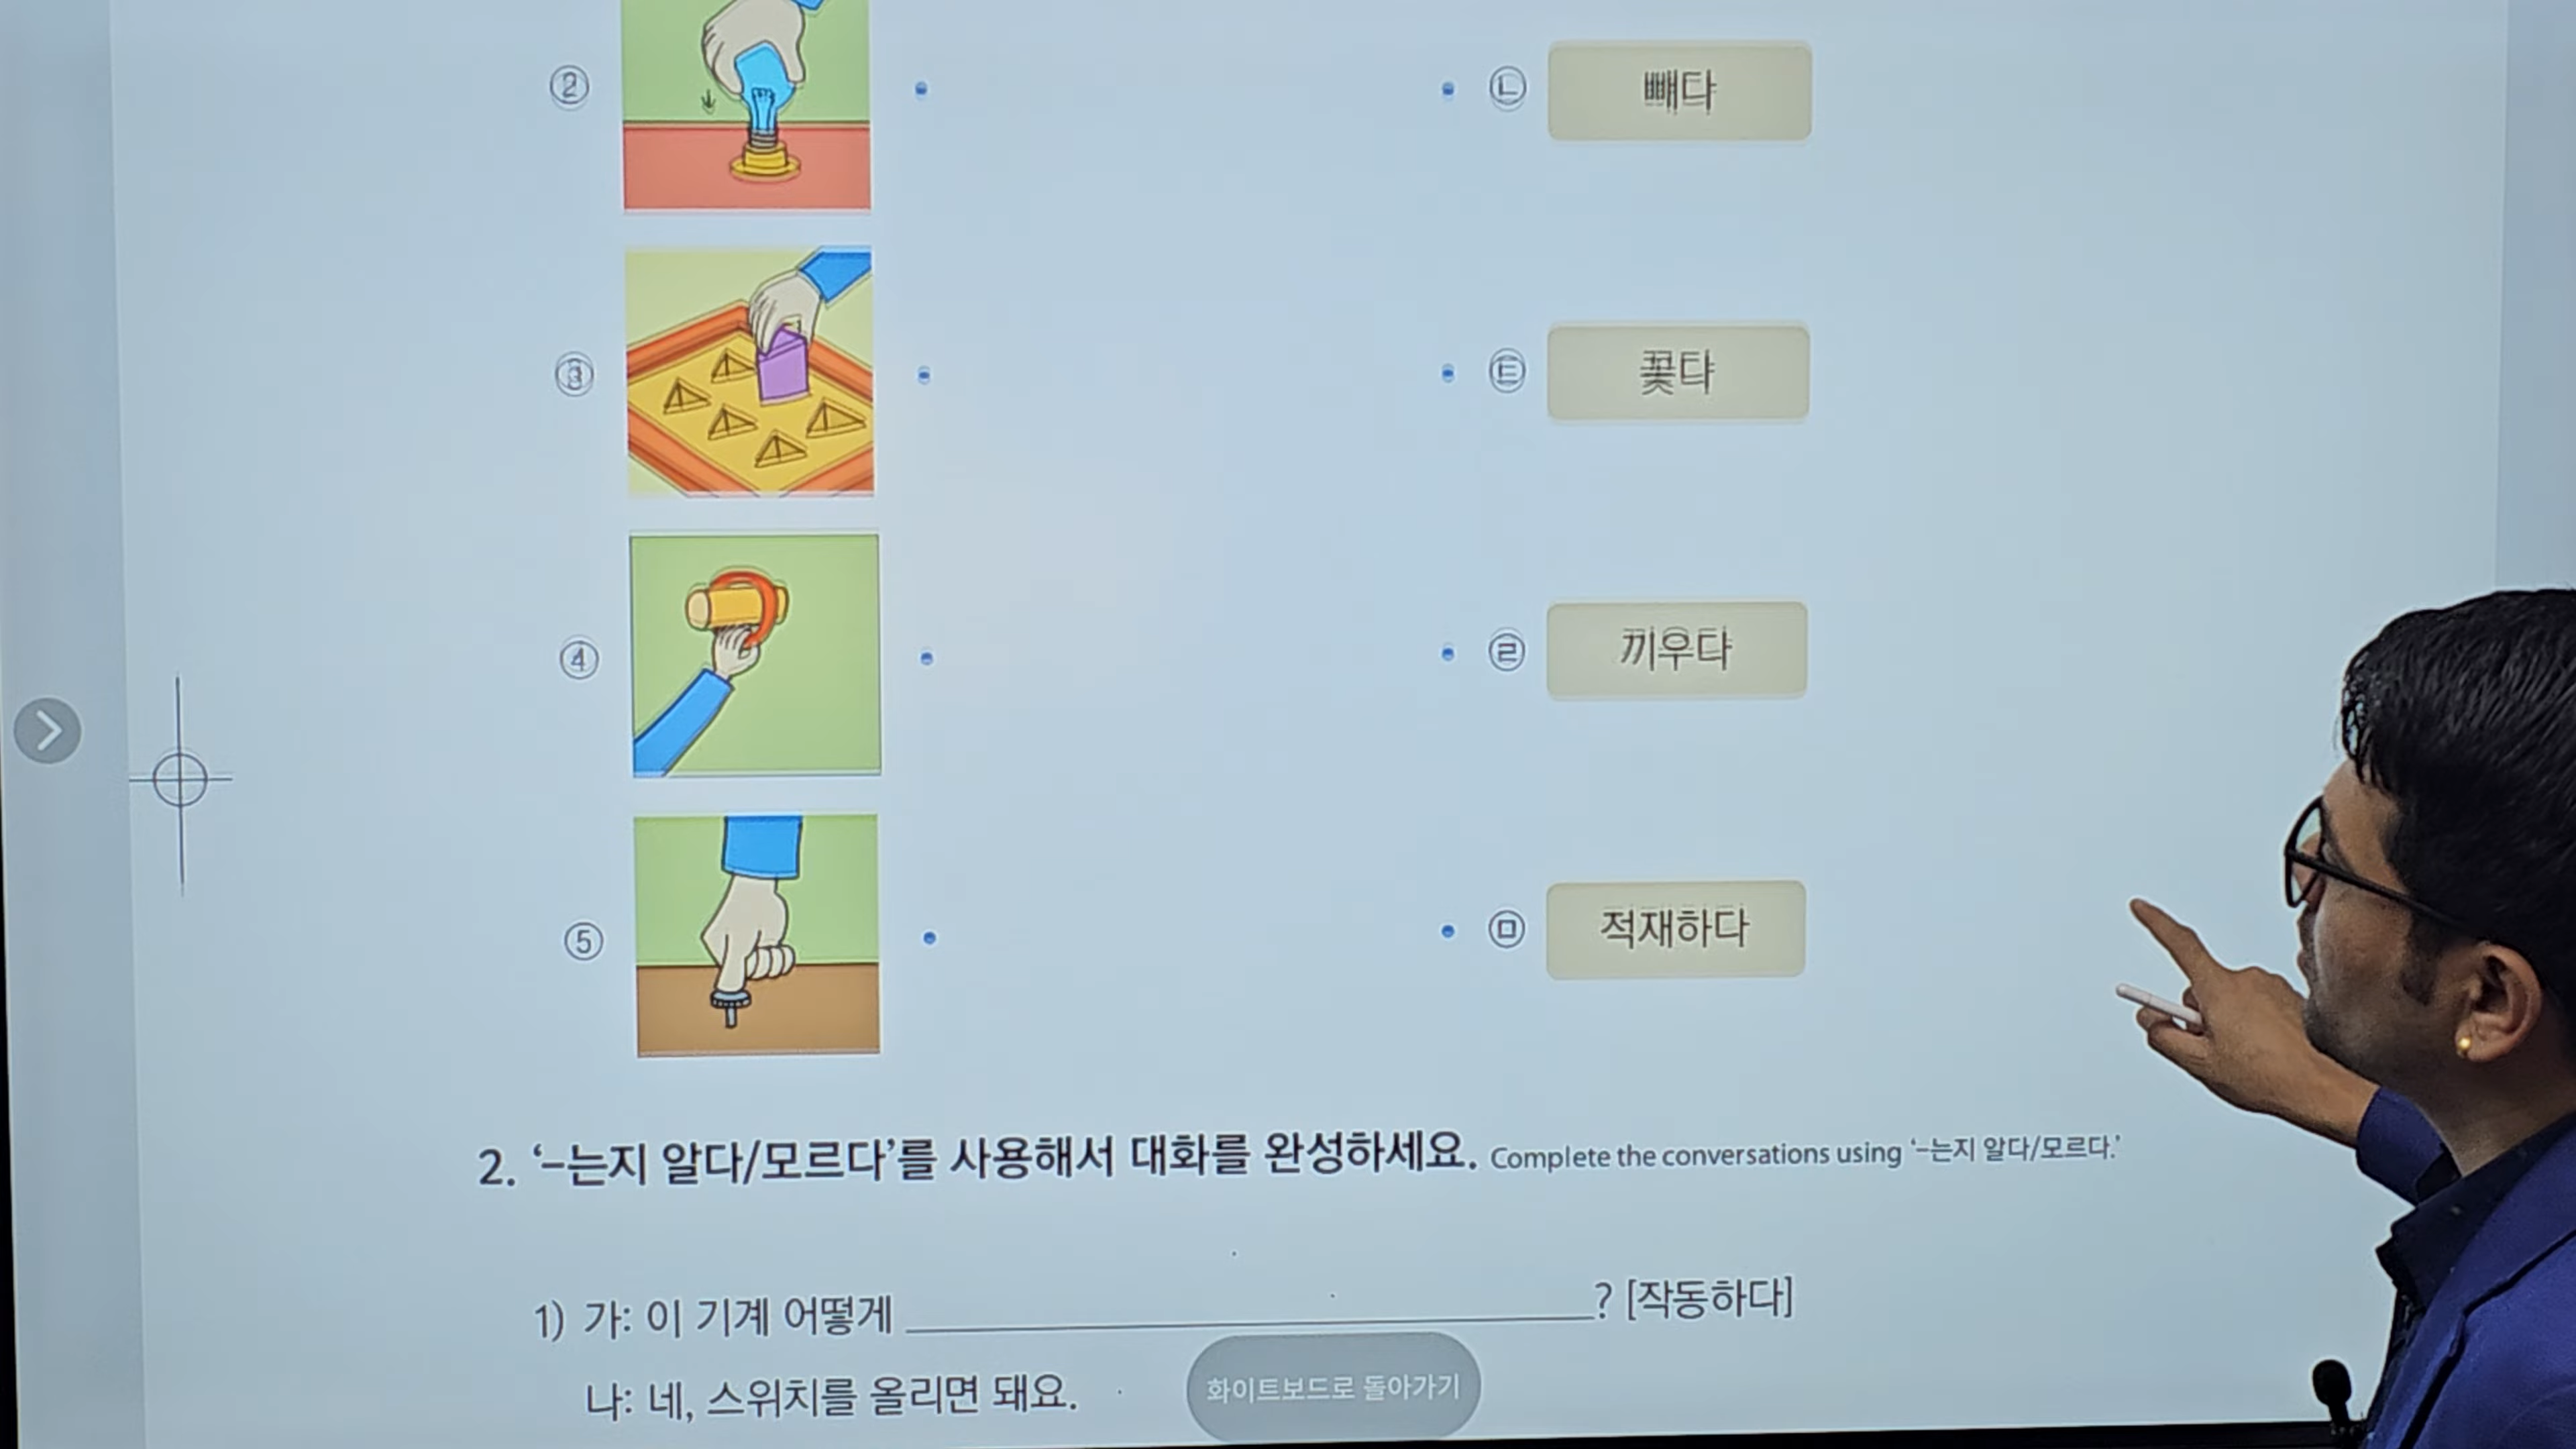 ② ㉡ 빼다
③ ㉢ 꽂다
④ ㉣ 끼우다
⑤ ㉤ 적재하다
2. ‘-는지 알다/모르다’를 사용해서 대화를 완성하세요. Complete the conversations using ‘-는지 알다/모르다.’
1) 가: 이 기계 어떻게 ____________________? [작동하다]
나: 네, 스위치를 올리면 돼요.
화이트보드로 돌아가기